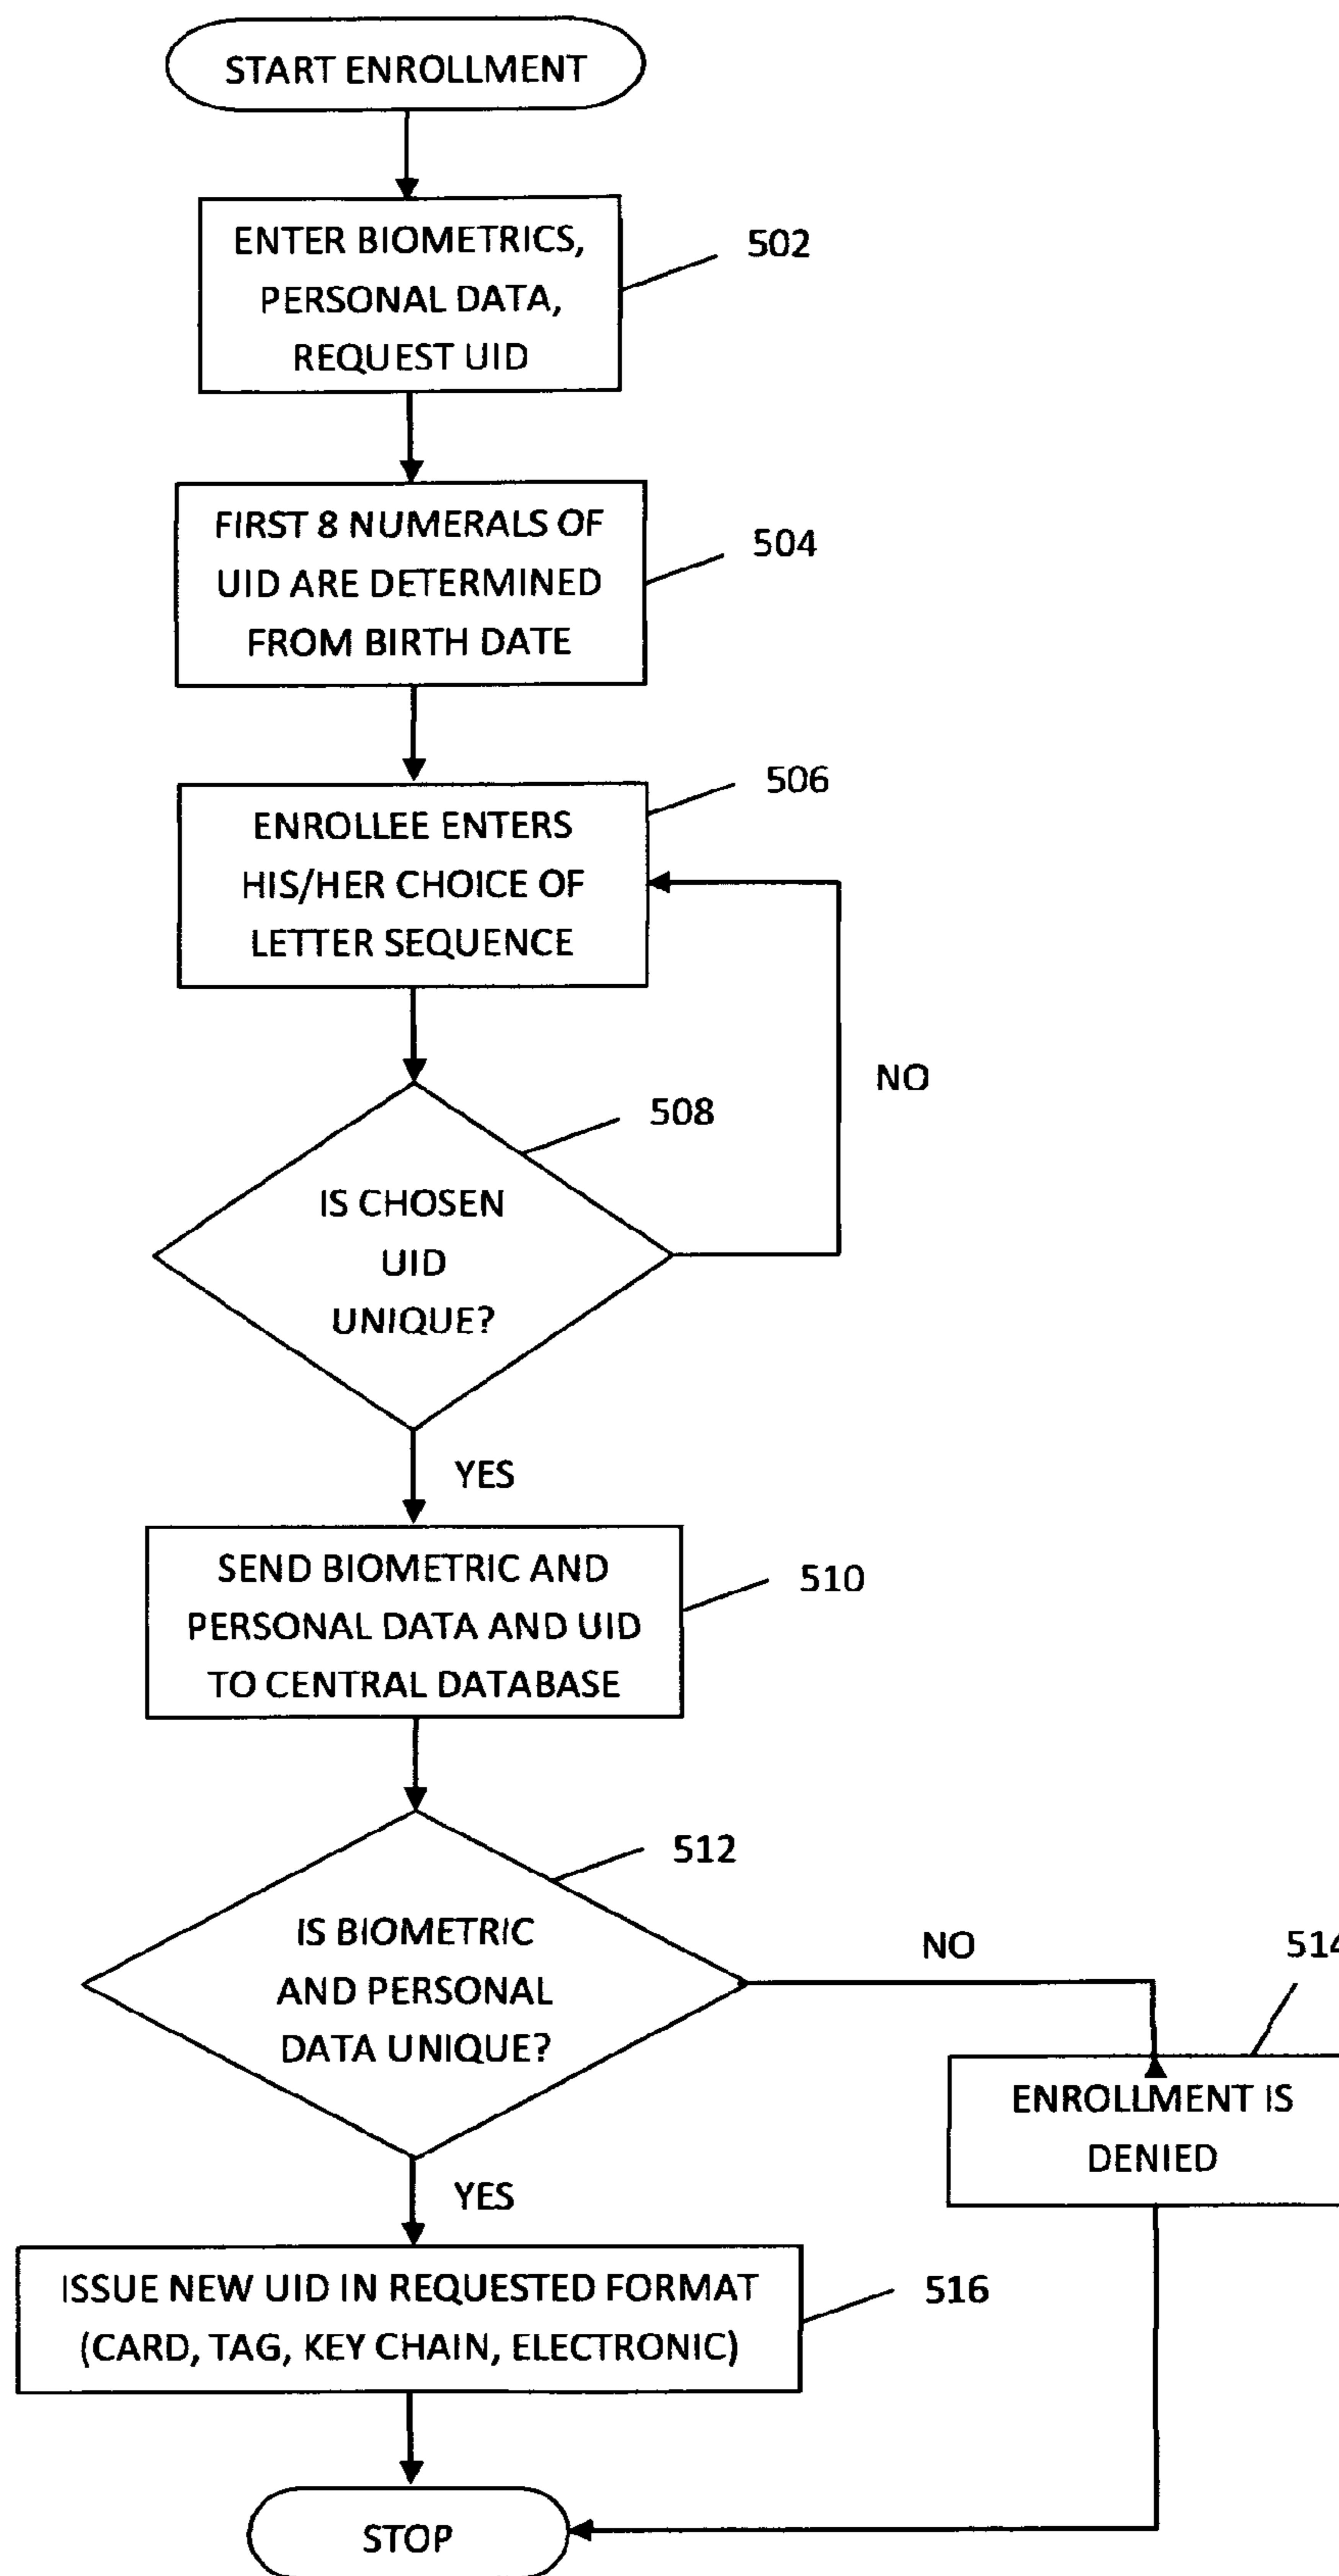 START ENROLLMENT
ENTER BIOMETRICS,
PERSONAL DATA,
REQUEST UID
502
FIRST 8 NUMERALS OF
UID ARE DETERMINED
FROM BIRTH DATE
504
506
ENROLLEE ENTERS
HIS/HER CHOICE OF
LETTER SEQUENCE
NO
508
IS CHOSEN
UID
UNIQUE?
YES
SEND BIOMETRIC AND
PERSONAL DATA AND UID
TO CENTRAL DATABASE
510
512
IS BIOMETRIC
AND PERSONAL
DATA UNIQUE?
NO
514
ENROLLMENT IS
DENIED
YES
ISSUE NEW UID IN REQUESTED FORMAT
(CARD, TAG, KEY CHAIN, ELECTRONIC)
516
STOP